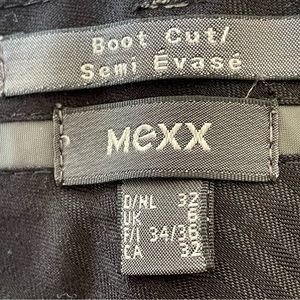 Boot Cut/
Semi Évasé
Mexx
D/NL 32
UK 6
F/I 34/36
CA 32